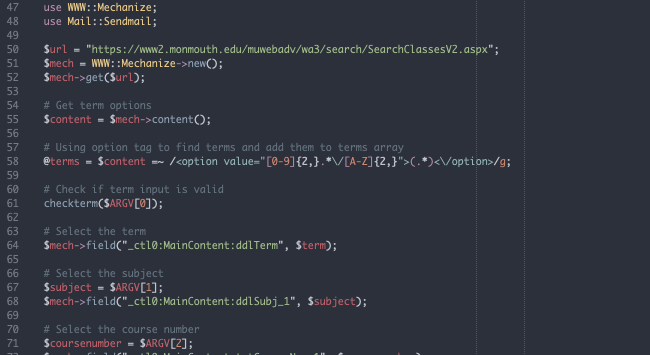 47 use WWW::Mechanize;
48 use Mail::Sendmail;
49
50 $url = "https://www2.monmouth.edu/muwebadv/wa3/search/SearchClassesV2.aspx";
51 $mech = WWW::Mechanize->new();
52 $mech->get($url);
53
54 # Get term options
55 $content = $mech->content();
56
57 # Using option tag to find terms and add them to terms array
58 @terms = $content =~ /<option value="[0-9]{2,}.*\/[A-Z]{2,}">(.*)<\/option>/g;
59
60 # Check if term input is valid
61 checkterm($ARGV[0]);
62
63 # Select the term
64 $mech->field("_ctl0:MainContent:ddlTerm", $term);
65
66 # Select the subject
67 $subject = $ARGV[1];
68 $mech->field("_ctl0:MainContent:ddlSubj_1", $subject);
69
70 # Select the course number
71 $coursenumber = $ARGV[2];